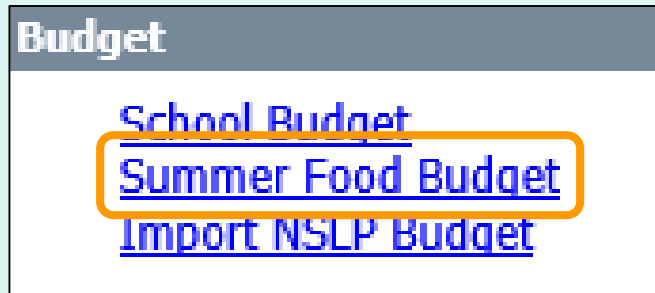 Budget
School Budget
Summer Food Budget
Import NSLP Budget